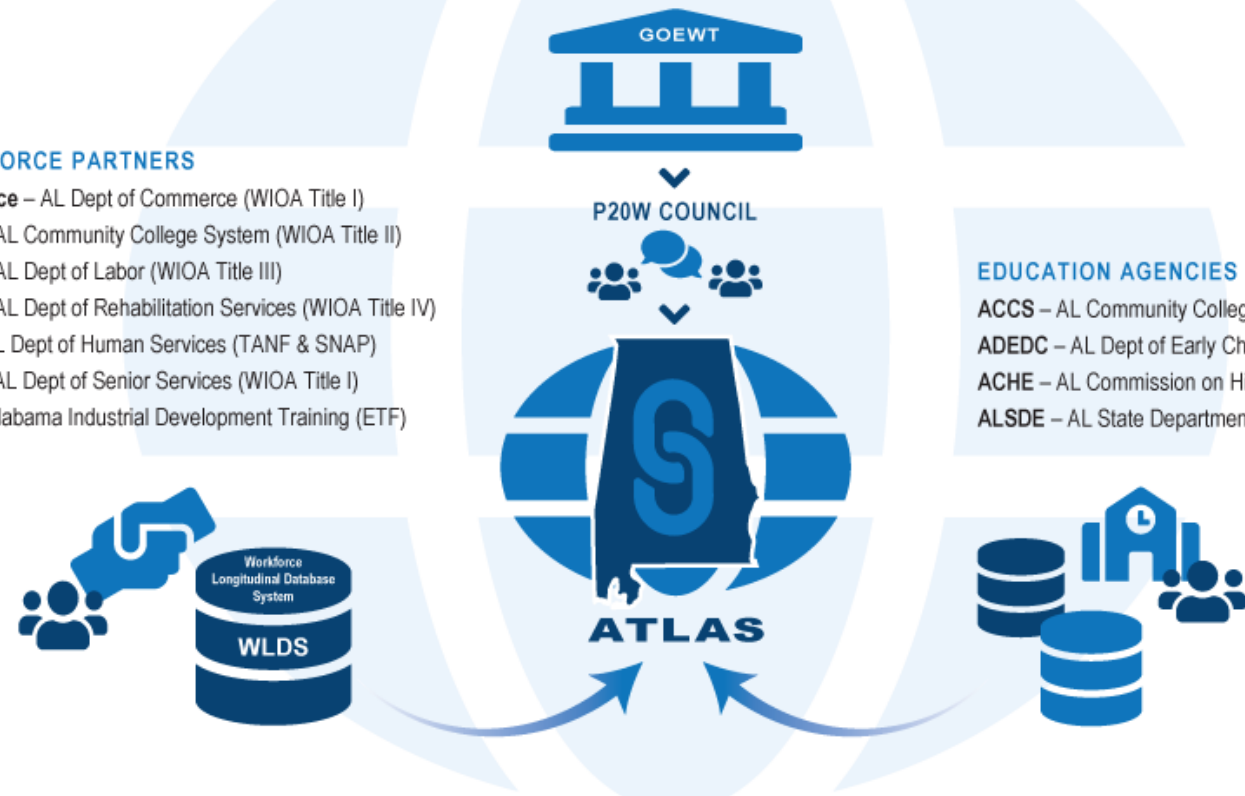 GOEWT
P20W COUNCIL
ORCE PARTNERS
ce – AL Dept of Commerce (WIOA Title I)
AL Community College System (WIOA Title II)
AL Dept of Labor (WIOA Title III)
AL Dept of Rehabilitation Services (WIOA Title IV)
L Dept of Human Services (TANF & SNAP)
AL Dept of Senior Services (WIOA Title I)
labama Industrial Development Training (ETF)
EDUCATION AGENCIES
ACCS – AL Community Colleg
ADEDC – AL Dept of Early Ch
ACHE – AL Commission on H
ALSDE – AL State Departmen
Workforce
Longitudinal Database
System
WLDS
ATLAS